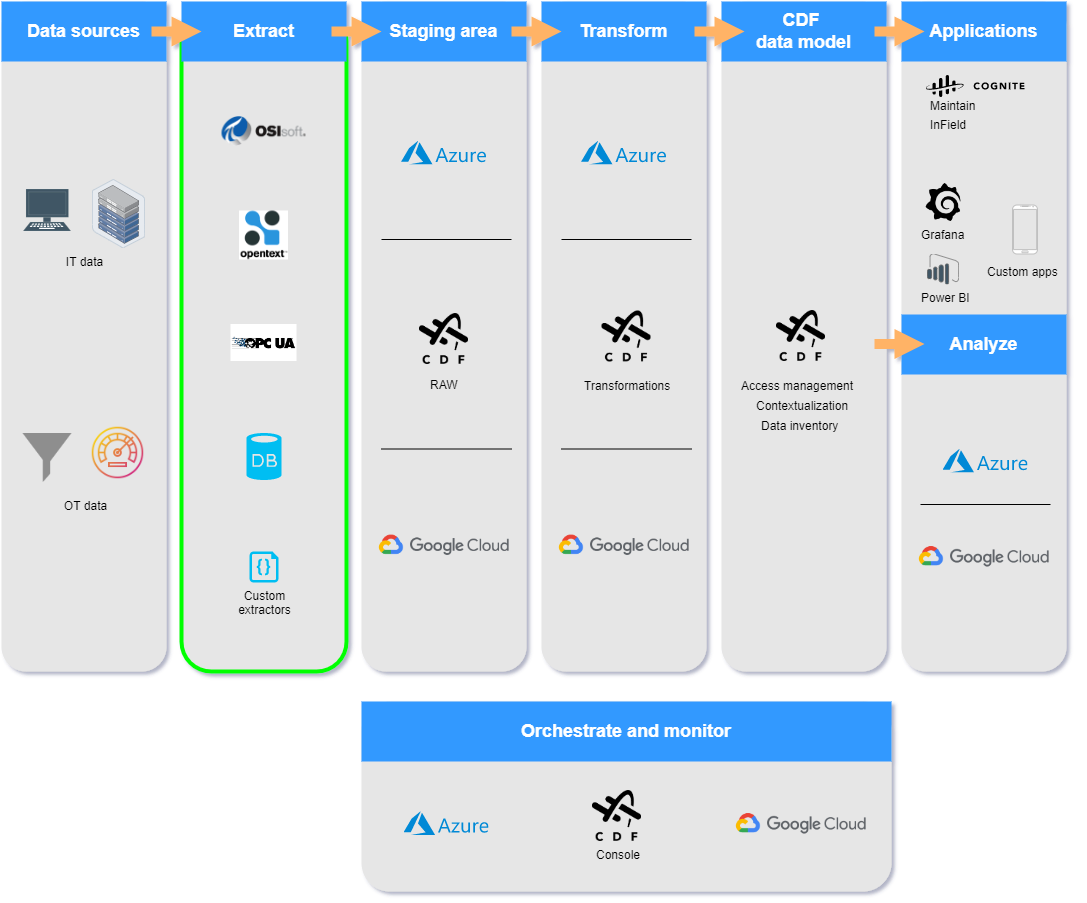 Data sources
Extract
Staging area
Transform
CDF
data model
Applications
IT data
OT data
OSIsoft.
opentext™
OPC UA
DB
{}
Custom
extractors
Azure
CDF
RAW
Google Cloud
Azure
CDF
Transformations
Google Cloud
CDF
Access management
Contextualization
Data inventory
COGNITE
Maintain
InField
Grafana
Custom apps
Power BI
Analyze
Azure
Google Cloud
Orchestrate and monitor
Azure
CDF
Console
Google Cloud